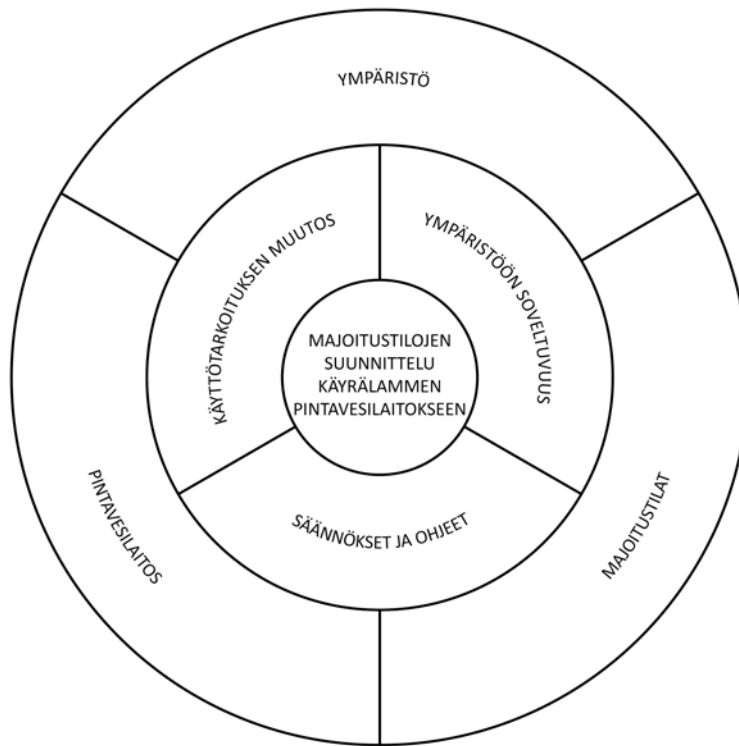 YMPÄRISTÖ
KÄYTTÖTARKOITUKSEN MUUTOS
YMPÄRISTÖÖN SOVELTUVUUS
MAJOITUSTILOJEN
SUUNNITTELU
KÄYRÄLAMMEN
PINTAVESILAITOKSEEN
PINTAVESILAITOS
SÄÄNNÖKSET JA OHJEET
MAJOITUSTILAT